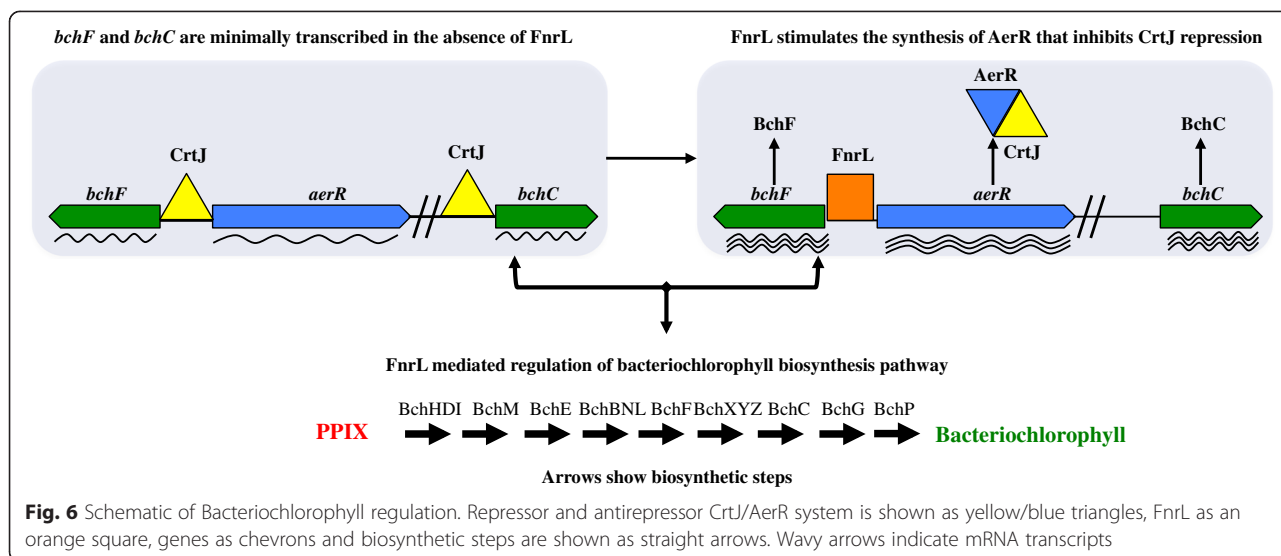 bchF and bchC are minimally transcribed in the absence of FnrL
FnrL stimulates the synthesis of AerR that inhibits CrtJ repression
CrtJ
CrtJ
bchF
aerR
bchC
AerR
BchF
FnrL
CrtJ
BchC
bchF
aerR
bchC
FnrL mediated regulation of bacteriochlorophyll biosynthesis pathway
BchHDI BchM BchE BchBNL BchF BchXYZ BchC BchG BchP
PPIX
Bacteriochlorophyll
Arrows show biosynthetic steps
Fig. 6 Schematic of Bacteriochlorophyll regulation. Repressor and antirepressor CrtJ/AerR system is shown as yellow/blue triangles, FnrL as an
orange square, genes as chevrons and biosynthetic steps are shown as straight arrows. Wavy arrows indicate mRNA transcripts